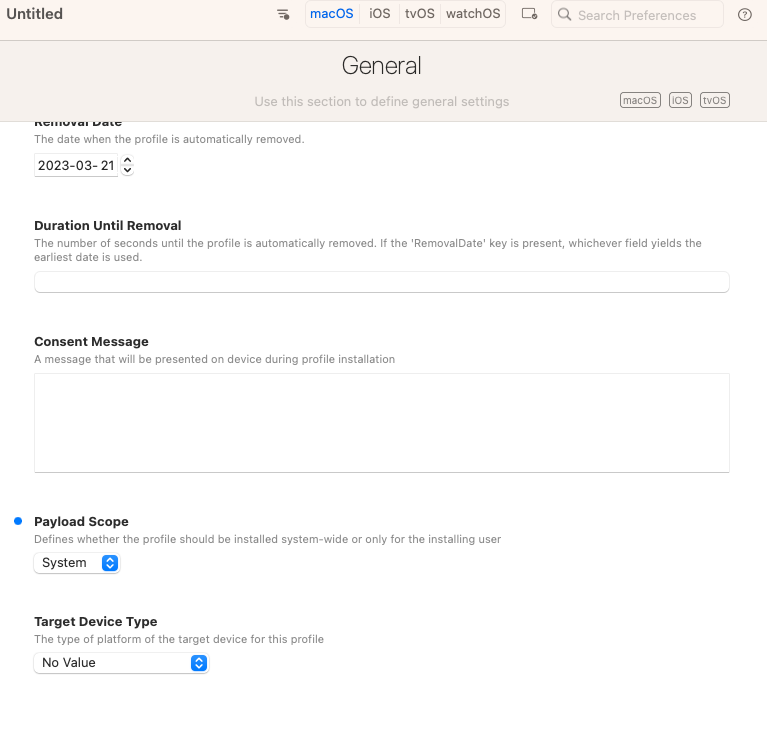 Untitled
macOS iOS tvOS watchOS
Search Preferences
General
Use this section to define general settings
macOS iOS tvOS
Removal Date
The date when the profile is automatically removed.
2023-03- 21
Duration Until Removal
The number of seconds until the profile is automatically removed. If the 'RemovalDate' key is present, whichever field yields the
earliest date is used.
Consent Message
A message that will be presented on device during profile installation
Payload Scope
Defines whether the profile should be installed system-wide or only for the installing user
System
Target Device Type
The type of platform of the target device for this profile
No Value